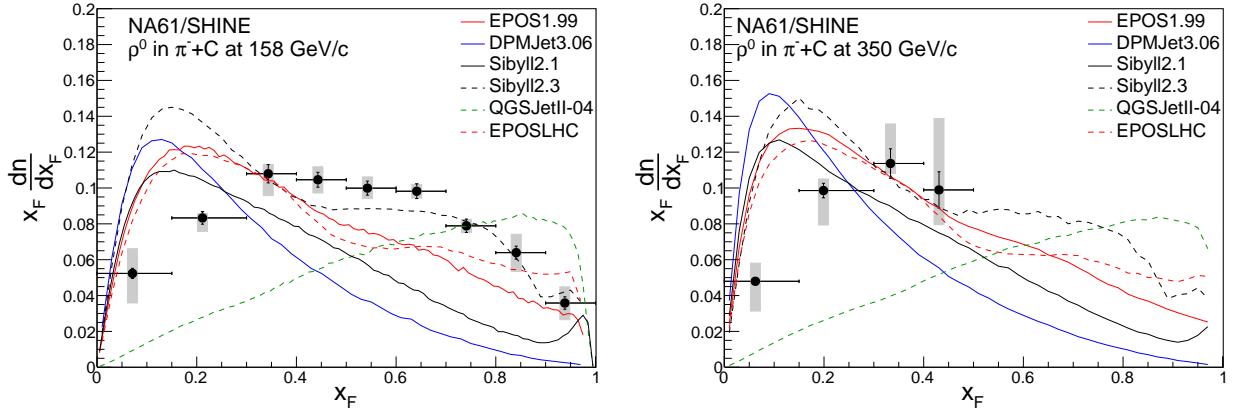 NA61/SHINE
ρ⁰ in π⁻+C at 158 GeV/c
EPOS1.99
DPMJet3.06
Sibyll2.1
Sibyll2.3
QGSJetII-04
EPOSLHC
x_F dn/dx_F
0.2
0.18
0.16
0.14
0.12
0.1
0.08
0.06
0.04
0.02
0
0 0.2 0.4 0.6 0.8 1
x_F
NA61/SHINE
ρ⁰ in π⁻+C at 350 GeV/c
EPOS1.99
DPMJet3.06
Sibyll2.1
Sibyll2.3
QGSJetII-04
EPOSLHC
x_F dn/dx_F
0.2
0.18
0.16
0.14
0.12
0.1
0.08
0.06
0.04
0.02
0
0 0.2 0.4 0.6 0.8 1
x_F